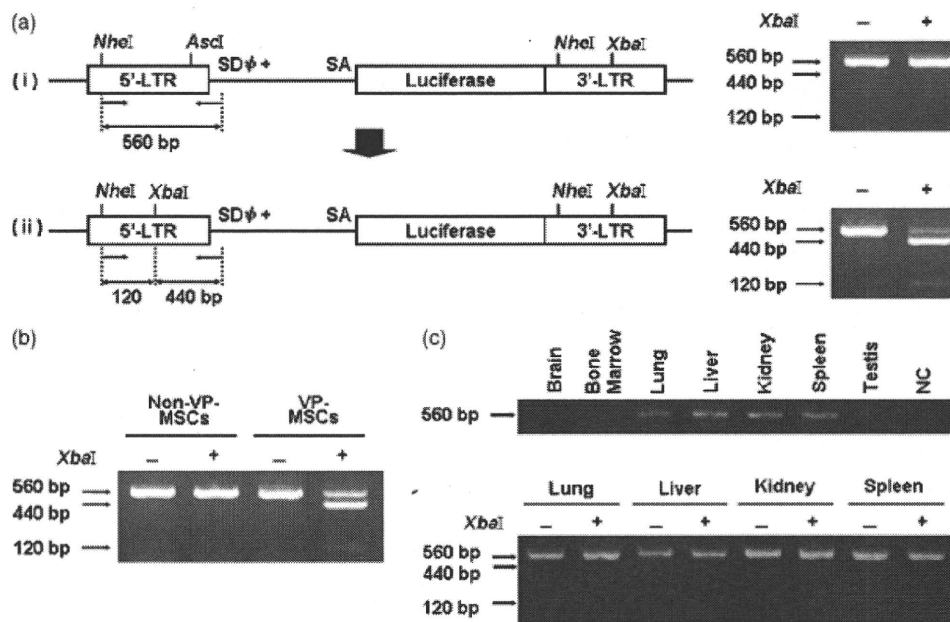 (a)
NheI AscI
SDψ +
SA
NheI XbaI
(i)
5'-LTR
Luciferase
3'-LTR
560 bp
XbaI – +
560 bp
440 bp
120 bp
NheI XbaI
SDψ +
SA
NheI XbaI
(ii)
5'-LTR
Luciferase
3'-LTR
120 440 bp
XbaI – +
560 bp
440 bp
120 bp
(b)
Non-VP-
MSCs
VP-
MSCs
XbaI – + – +
560 bp
440 bp
120 bp
(c)
Brain
Bone
Marrow
Lung
Liver
Kidney
Spleen
Testis
NC
560 bp
Lung Liver Kidney Spleen
XbaI – + – + – + – +
560 bp
440 bp
120 bp